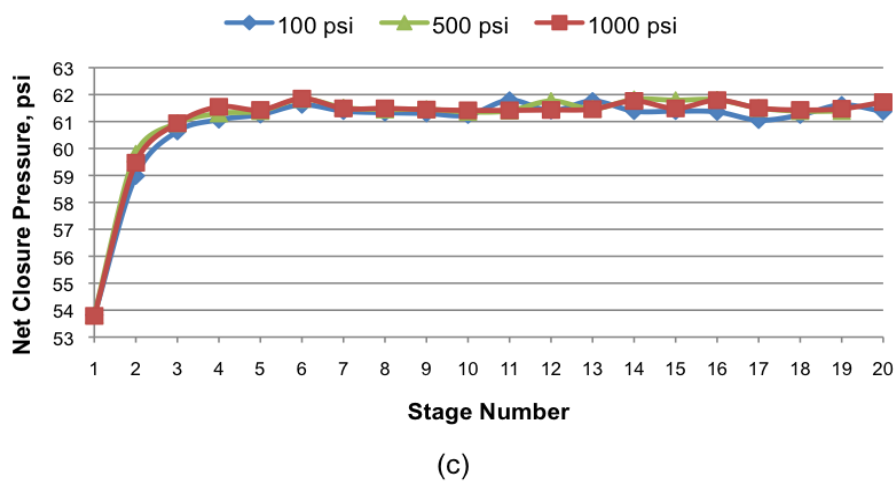 100 psi 500 psi 1000 psi
Net Closure Pressure, psi
63
62
61
60
59
58
57
56
55
54
53
1 2 3 4 5 6 7 8 9 10 11 12 13 14 15 16 17 18 19 20
Stage Number
(c)